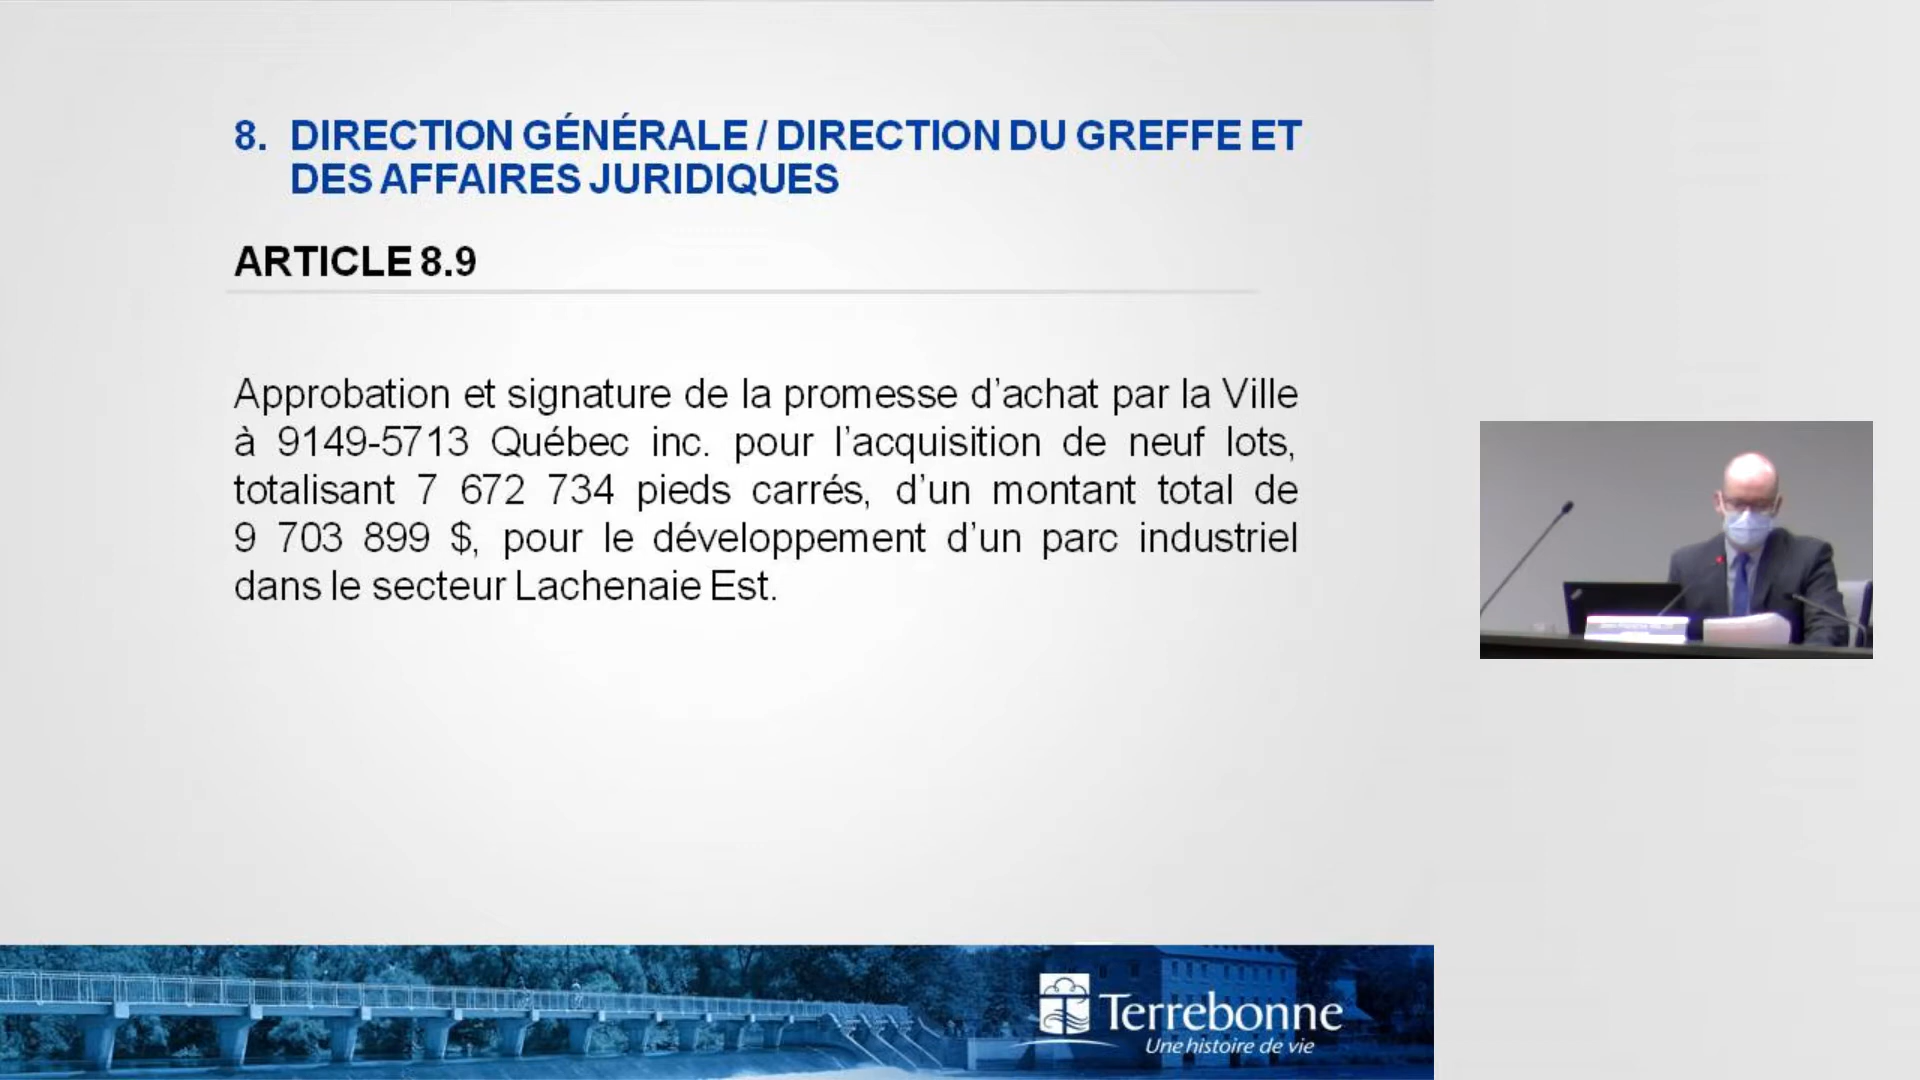 8. DIRECTION GÉNÉRALE / DIRECTION DU GREFFE ET
DES AFFAIRES JURIDIQUES
ARTICLE 8.9
Approbation et signature de la promesse d’achat par la Ville
à 9149-5713 Québec inc. pour l’acquisition de neuf lots,
totalisant 7 672 734 pieds carrés, d’un montant total de
9 703 899 $, pour le développement d’un parc industriel
dans le secteur Lachenaie Est.
Terrebonne
Une histoire de vie